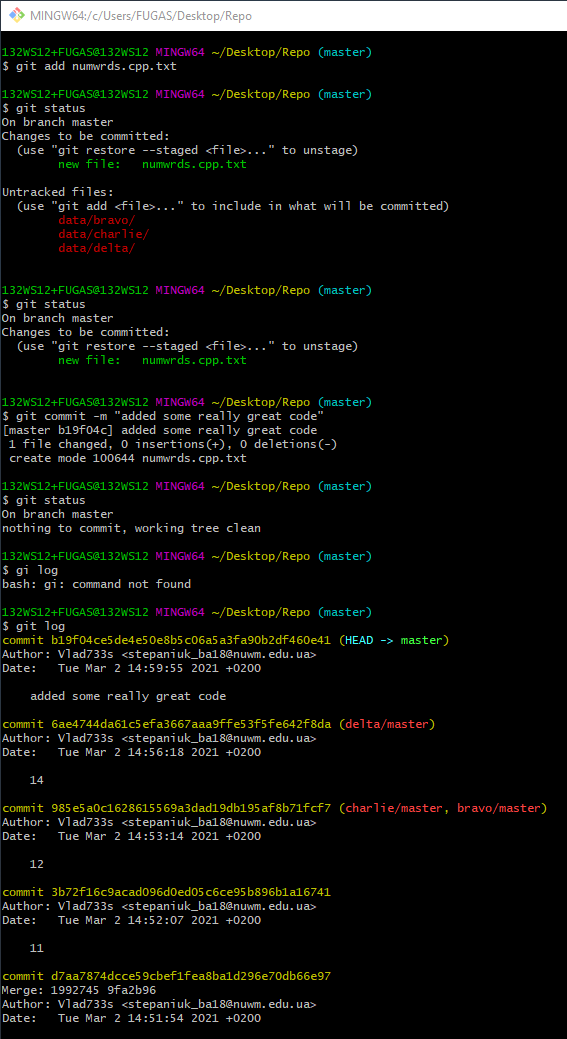 MINGW64:/c/Users/FUGAS/Desktop/Repo
132WS12+FUGAS@132WS12 MINGW64 ~/Desktop/Repo (master)
$ git add numwrds.cpp.txt
132WS12+FUGAS@132WS12 MINGW64 ~/Desktop/Repo (master)
$ git status
On branch master
Changes to be committed:
  (use "git restore --staged <file>..." to unstage)
        new file:   numwrds.cpp.txt
Untracked files:
  (use "git add <file>..." to include in what will be committed)
        data/bravo/
        data/charlie/
        data/delta/
132WS12+FUGAS@132WS12 MINGW64 ~/Desktop/Repo (master)
$ git status
On branch master
Changes to be committed:
  (use "git restore --staged <file>..." to unstage)
        new file:   numwrds.cpp.txt
132WS12+FUGAS@132WS12 MINGW64 ~/Desktop/Repo (master)
$ git commit -m "added some really great code"
[master b19f04c] added some really great code
 1 file changed, 0 insertions(+), 0 deletions(-)
 create mode 100644 numwrds.cpp.txt
132WS12+FUGAS@132WS12 MINGW64 ~/Desktop/Repo (master)
$ git status
On branch master
nothing to commit, working tree clean
132WS12+FUGAS@132WS12 MINGW64 ~/Desktop/Repo (master)
$ gi log
bash: gi: command not found
132WS12+FUGAS@132WS12 MINGW64 ~/Desktop/Repo (master)
$ git log
commit b19f04ce5de4e50e8b5c06a5a3fa90b2df460e41 (HEAD -> master)
Author: Vlad733s <stepaniuk_ba18@nuwm.edu.ua>
Date:   Tue Mar 2 14:59:55 2021 +0200
    added some really great code
commit 6ae4744da61c5efa3667aaa9ffe53f5fe642f8da (delta/master)
Author: Vlad733s <stepaniuk_ba18@nuwm.edu.ua>
Date:   Tue Mar 2 14:56:18 2021 +0200
    14
commit 985e5a0c1628615569a3dad19db195af8b71fcf7 (charlie/master, bravo/master)
Author: Vlad733s <stepaniuk_ba18@nuwm.edu.ua>
Date:   Tue Mar 2 14:53:14 2021 +0200
    12
commit 3b72f16c9acad096d0ed05c6ce95b896b1a16741
Author: Vlad733s <stepaniuk_ba18@nuwm.edu.ua>
Date:   Tue Mar 2 14:52:07 2021 +0200
    11
commit d7aa7874dcce59cbef1fea8ba1d296e70db66e97
Merge: 1992745 9fa2b96
Author: Vlad733s <stepaniuk_ba18@nuwm.edu.ua>
Date:   Tue Mar 2 14:51:54 2021 +0200